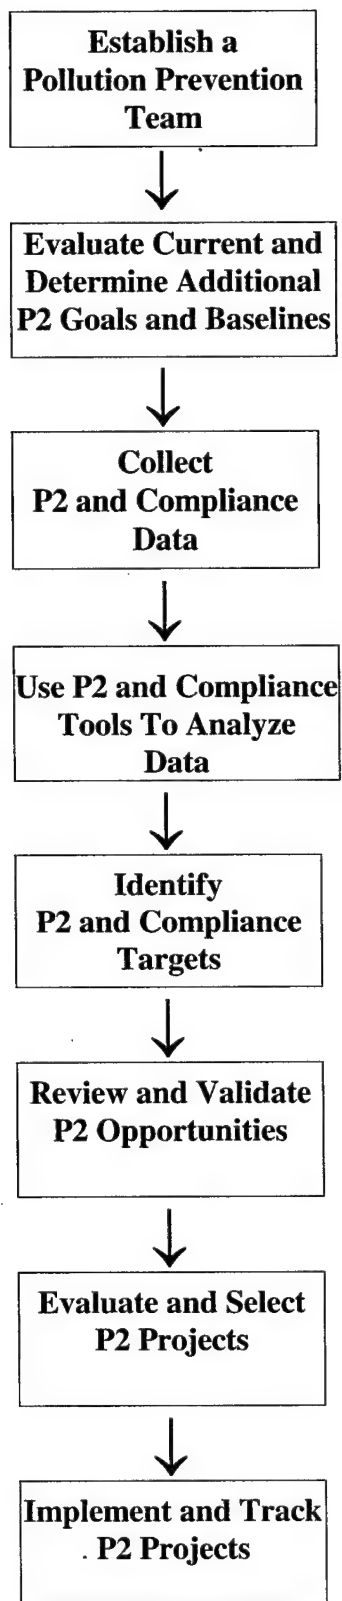 Establish a
Pollution Prevention
Team
Evaluate Current and
Determine Additional
P2 Goals and Baselines
Collect
P2 and Compliance
Data
Use P2 and Compliance
Tools To Analyze
Data
Identify
P2 and Compliance
Targets
Review and Validate
P2 Opportunities
Evaluate and Select
P2 Projects
Implement and Track
P2 Projects